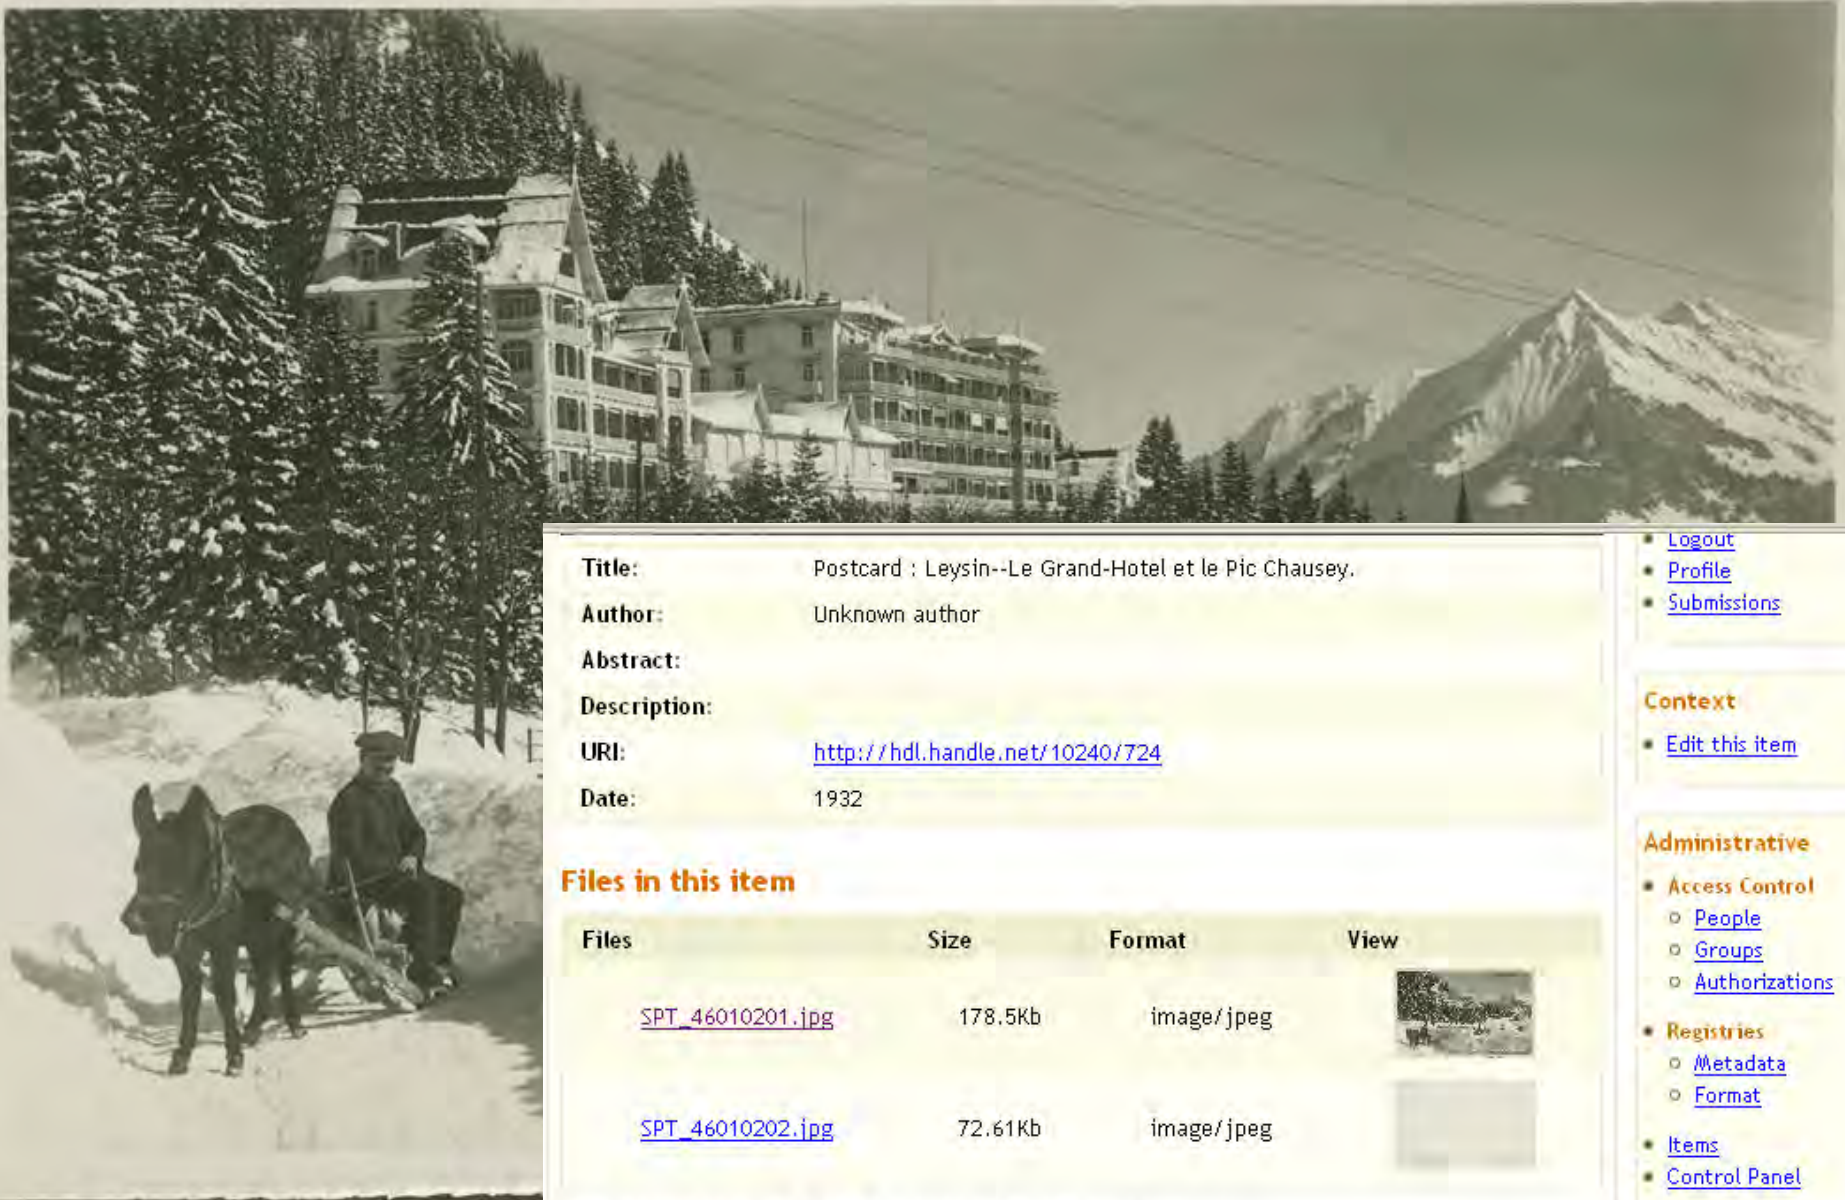 Title: Postcard : Leysin--Le Grand-Hotel et le Pic Chausey.
Author: Unknown author
Abstract:
Description:
URI: http://hdl.handle.net/10240/724
Date: 1932
Files in this item
Files Size Format View
SPT_46010201.jpg 178.5Kb image/jpeg
SPT_46010202.jpg 72.61Kb image/jpeg
Logout
Profile
Submissions
Context
Edit this item
Administrative
Access Control
People
Groups
Authorizations
Registries
Metadata
Format
Items
Control Panel